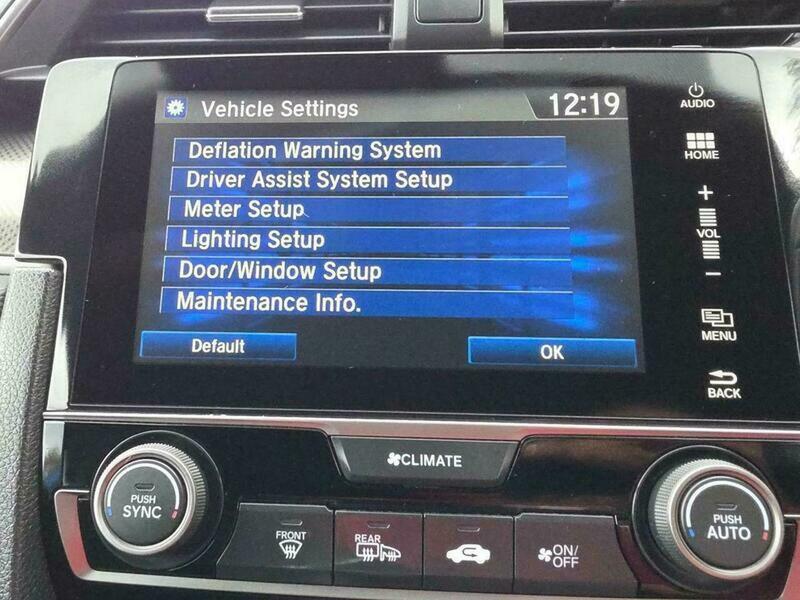 Vehicle Settings
12:19
Deflation Warning System
Driver Assist System Setup
Meter Setup
Lighting Setup
Door/Window Setup
Maintenance Info.
Default
OK
AUDIO
HOME
+
VOL
−
MENU
BACK
CLIMATE
PUSH
SYNC
FRONT
REAR
ON/
OFF
PUSH
AUTO